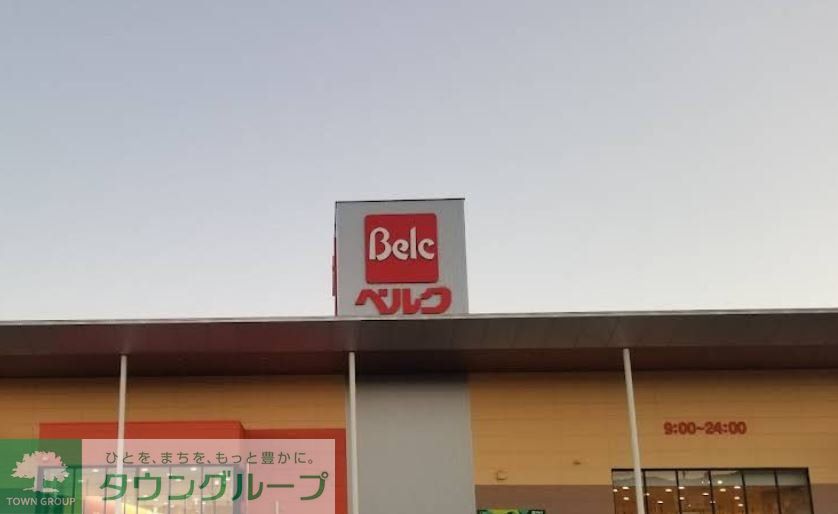 Belc
ベルク
9:00~24:00
ひとを、まちを、もっと豊かに。
タウングループ
TOWN GROUP